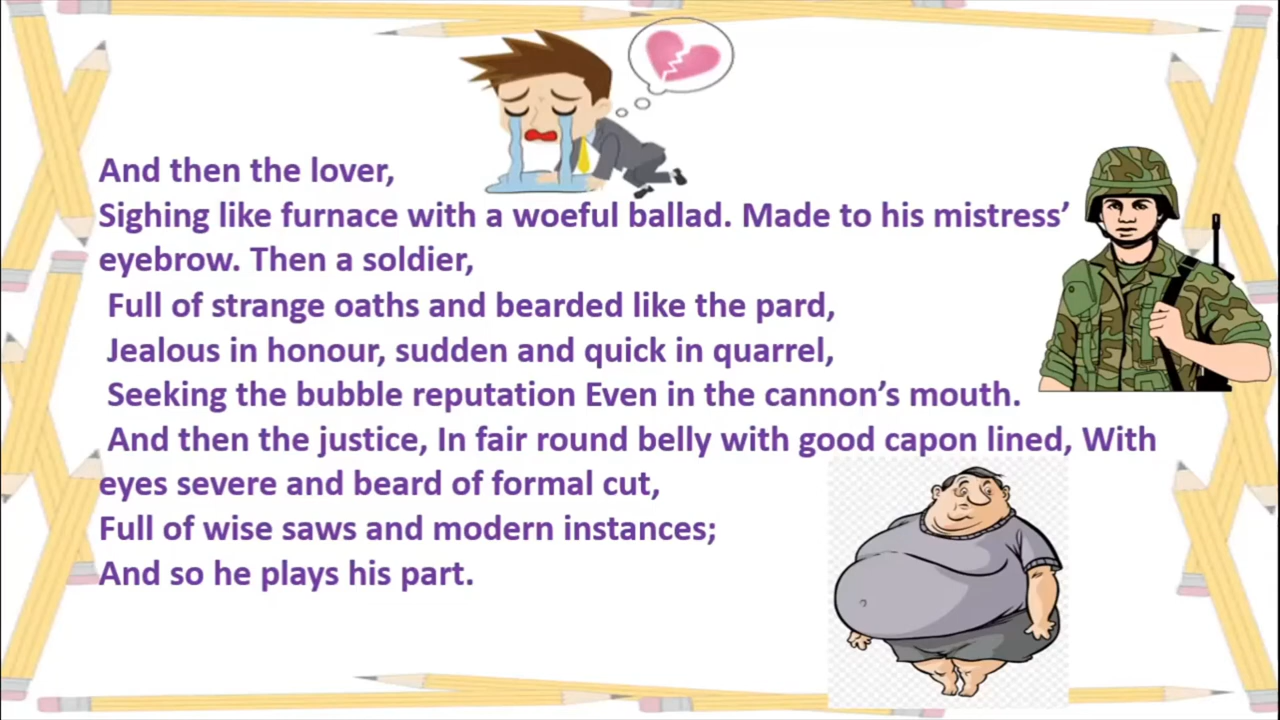 And then the lover,
Sighing like furnace with a woeful ballad. Made to his mistress’
eyebrow. Then a soldier,
Full of strange oaths and bearded like the pard,
Jealous in honour, sudden and quick in quarrel,
Seeking the bubble reputation Even in the cannon’s mouth.
And then the justice, In fair round belly with good capon lined, With
eyes severe and beard of formal cut,
Full of wise saws and modern instances;
And so he plays his part.